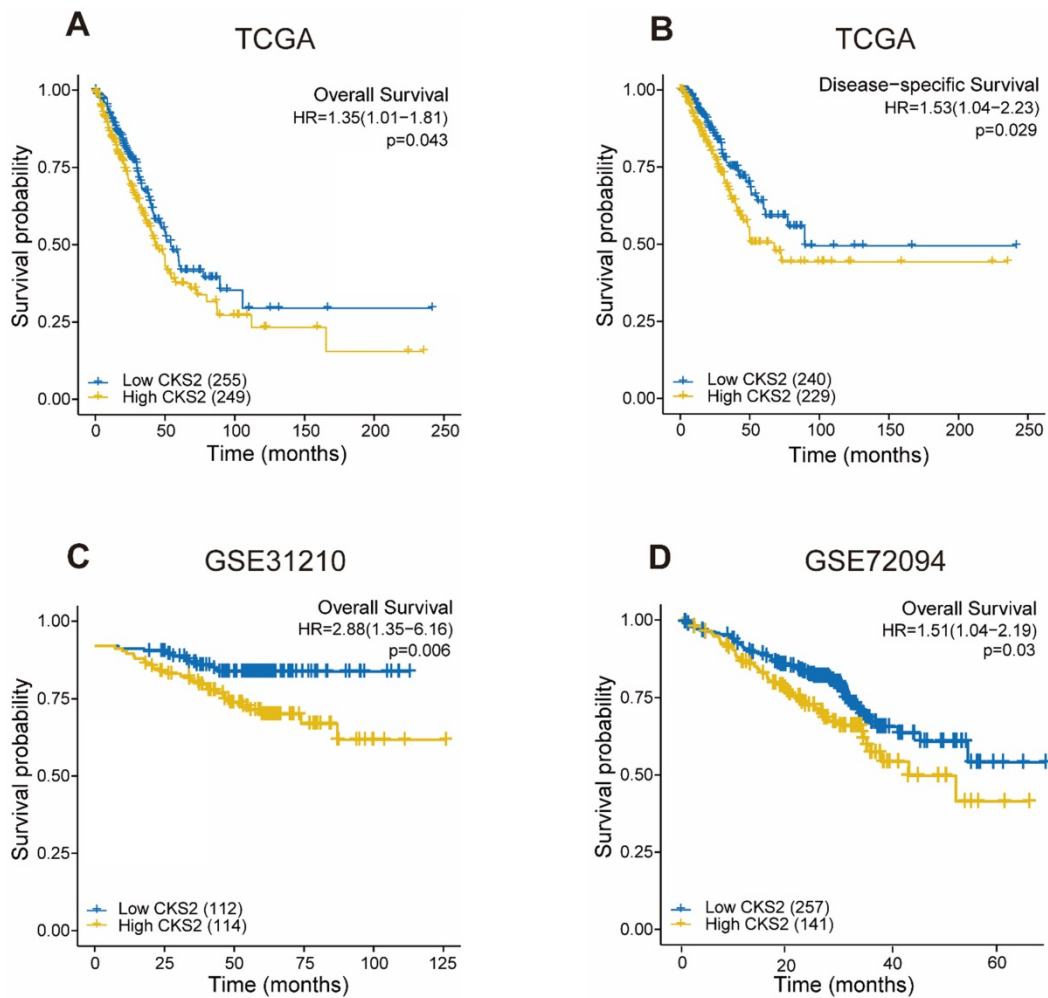 A
TCGA
Overall Survival
HR=1.35(1.01−1.81)
p=0.043
Survival probability
1.00
0.75
0.50
0.25
0.00
Low CKS2 (255)
High CKS2 (249)
0 50 100 150 200 250
Time (months)
B
TCGA
Disease−specific Survival
HR=1.53(1.04−2.23)
p=0.029
Survival probability
1.00
0.75
0.50
0.25
0.00
Low CKS2 (240)
High CKS2 (229)
0 50 100 150 200 250
Time (months)
C
GSE31210
Overall Survival
HR=2.88(1.35−6.16)
p=0.006
Survival probability
1.00
0.75
0.50
0.25
0.00
Low CKS2 (112)
High CKS2 (114)
0 25 50 75 100 125
Time (months)
D
GSE72094
Overall Survival
HR=1.51(1.04−2.19)
p=0.03
Survival probability
1.00
0.75
0.50
0.25
0.00
Low CKS2 (257)
High CKS2 (141)
0 20 40 60
Time (months)